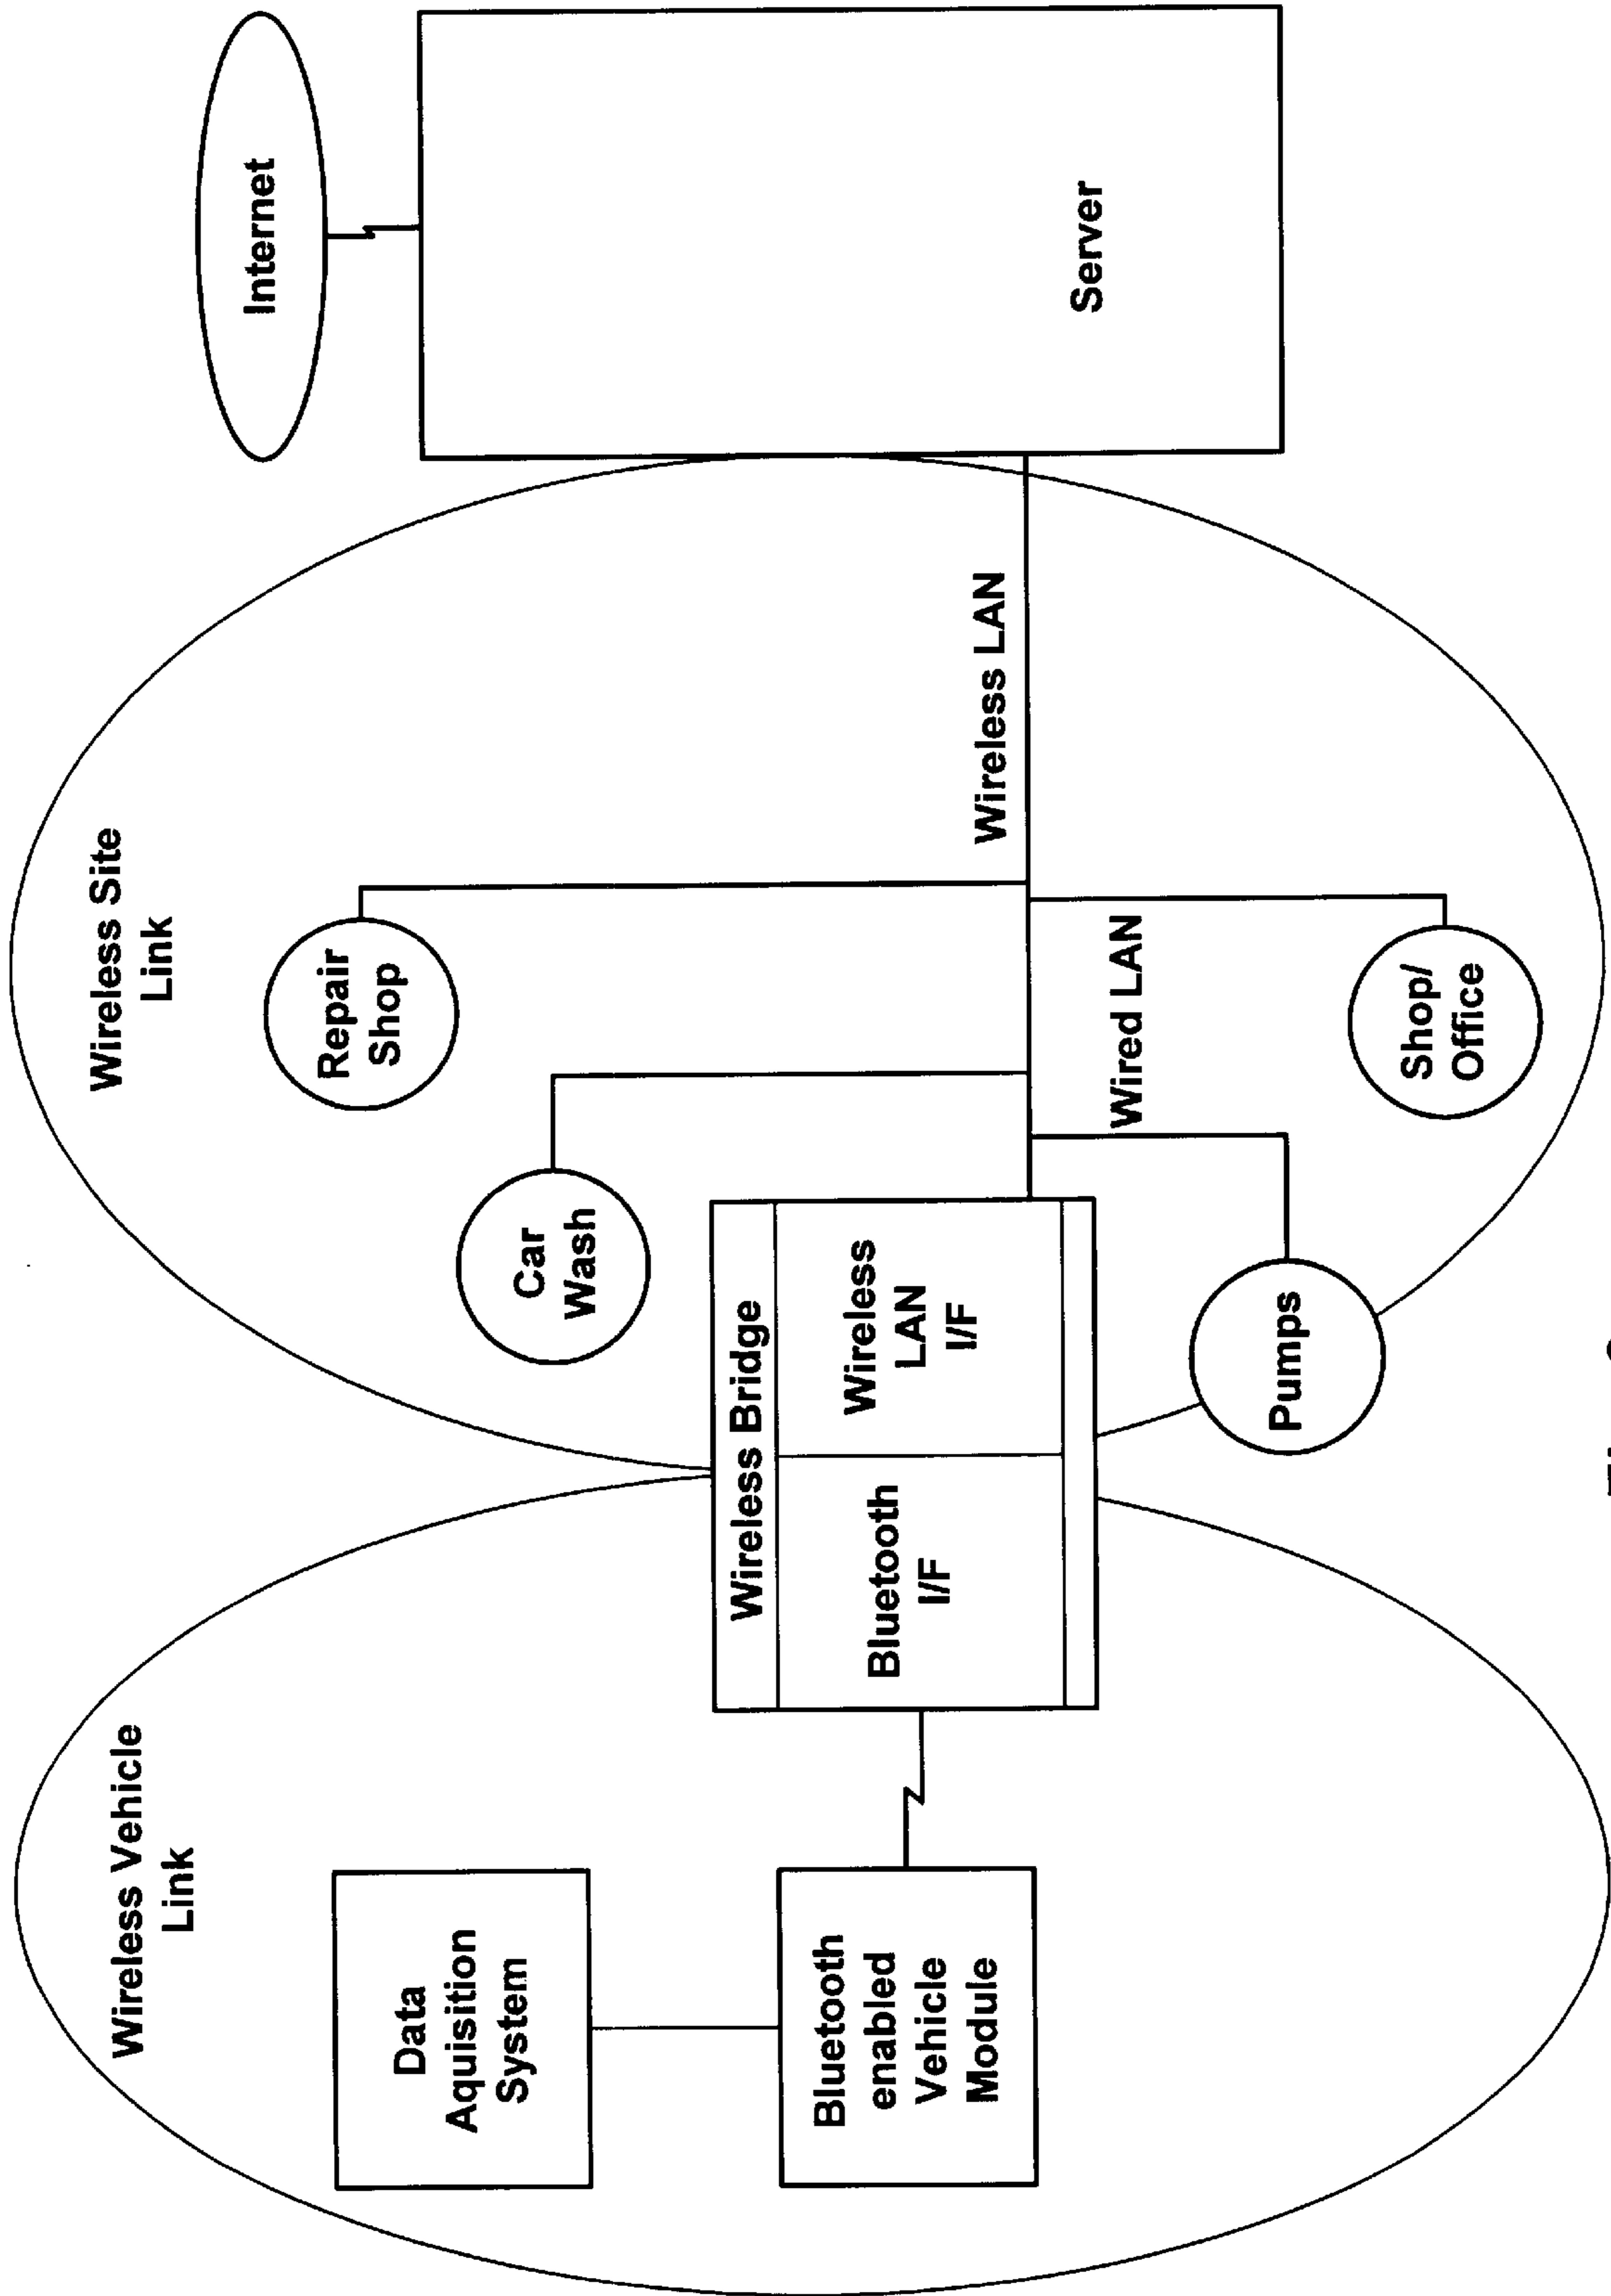 Wireless Vehicle
Link
Data
Aquisition
System
Bluetooth
enabled
Vehicle
Module
Wireless Bridge
Bluetooth
I/F
Wireless
LAN
I/F
Wireless Site
Link
Car
Wash
Repair
Shop
Pumps
Shop/
Office
Wired LAN
Wireless LAN
Internet
Server